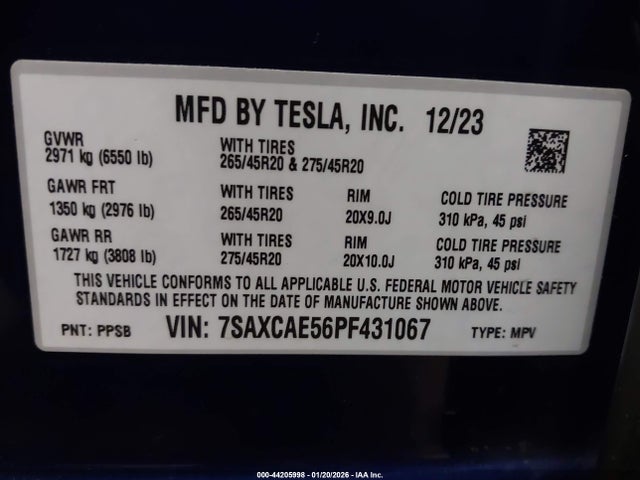 MFD BY TESLA, INC. 12/23
GVWR WITH TIRES
2971 kg (6550 lb) 265/45R20 & 275/45R20
GAWR FRT WITH TIRES RIM COLD TIRE PRESSURE
1350 kg (2976 lb) 265/45R20 20X9.0J 310 kPa, 45 psi
GAWR RR WITH TIRES RIM COLD TIRE PRESSURE
1727 kg (3808 lb) 275/45R20 20X10.0J 310 kPa, 45 psi
THIS VEHICLE CONFORMS TO ALL APPLICABLE U.S. FEDERAL MOTOR VEHICLE SAFETY
STANDARDS IN EFFECT ON THE DATE OF MANUFACTURE SHOWN ABOVE.
PNT: PPSB VIN: 7SAXCAE56PF431067 TYPE: MPV
000-44205998 - 01/20/2026 - IAA Inc.